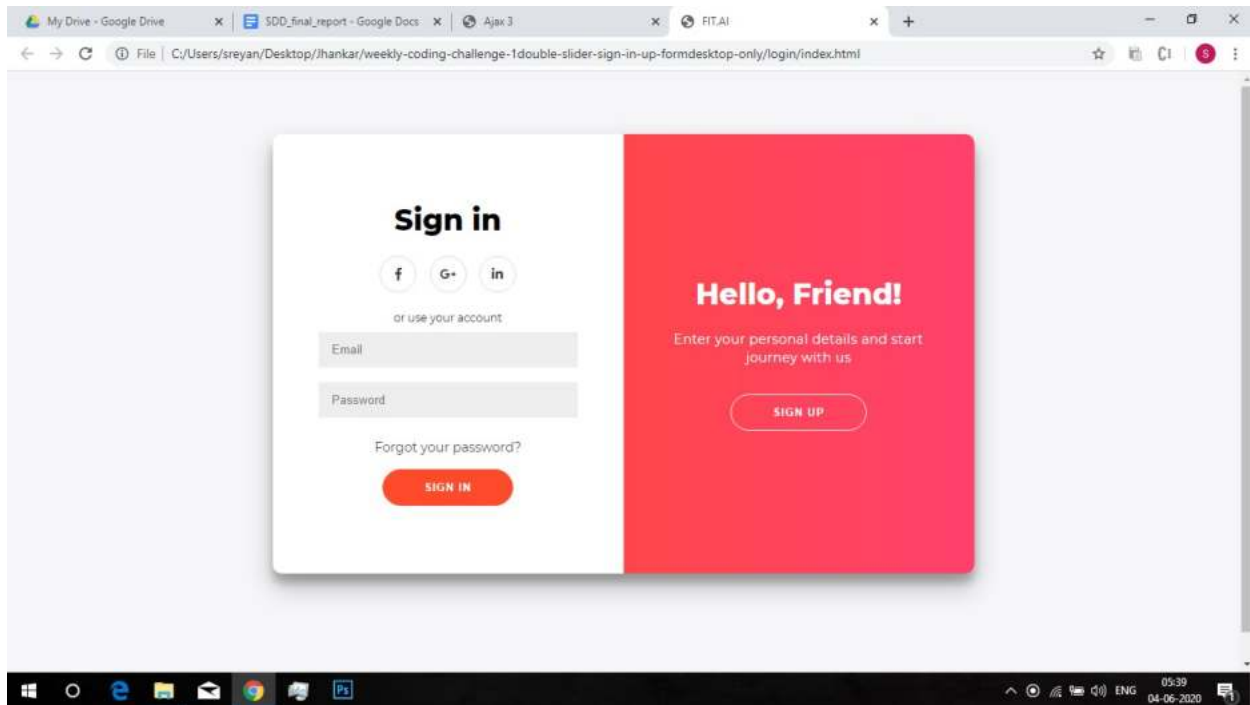 My Drive - Google Drive
SDD_final_report - Google Docs
Ajax 3
FIT.AI
File | C:/Users/sreyan/Desktop/Jhankar/weekly-coding-challenge-1double-slider-sign-in-up-formdesktop-only/login/index.html
S
Sign in
f G+ in
or use your account
Email
Password
Forgot your password?
SIGN IN
Hello, Friend!
Enter your personal details and start
journey with us
SIGN UP
Ps
ENG
05:39
04-06-2020